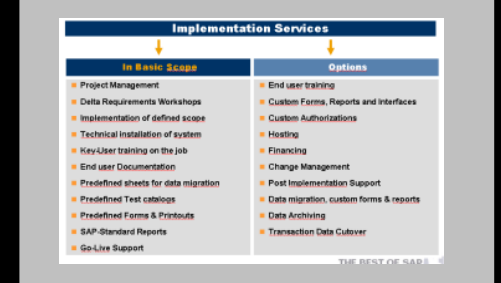 Implementation Services
In Basic Scope
Project Management
Delta Requirements Workshops
Implementation of defined scope
Technical installation of system
Key-User training on the job
End user Documentation
Predefined sheets for data migration
Predefined Test catalogs
Predefined Forms & Printouts
SAP-Standard Reports
Go-Live Support
Options
End user training
Custom Forms, Reports and Interfaces
Custom Authorizations
Hosting
Financing
Change Management
Post Implementation Support
Data migration, custom forms & reports
Data Archiving
Transaction Data Cutover
THE BEST OF SAP